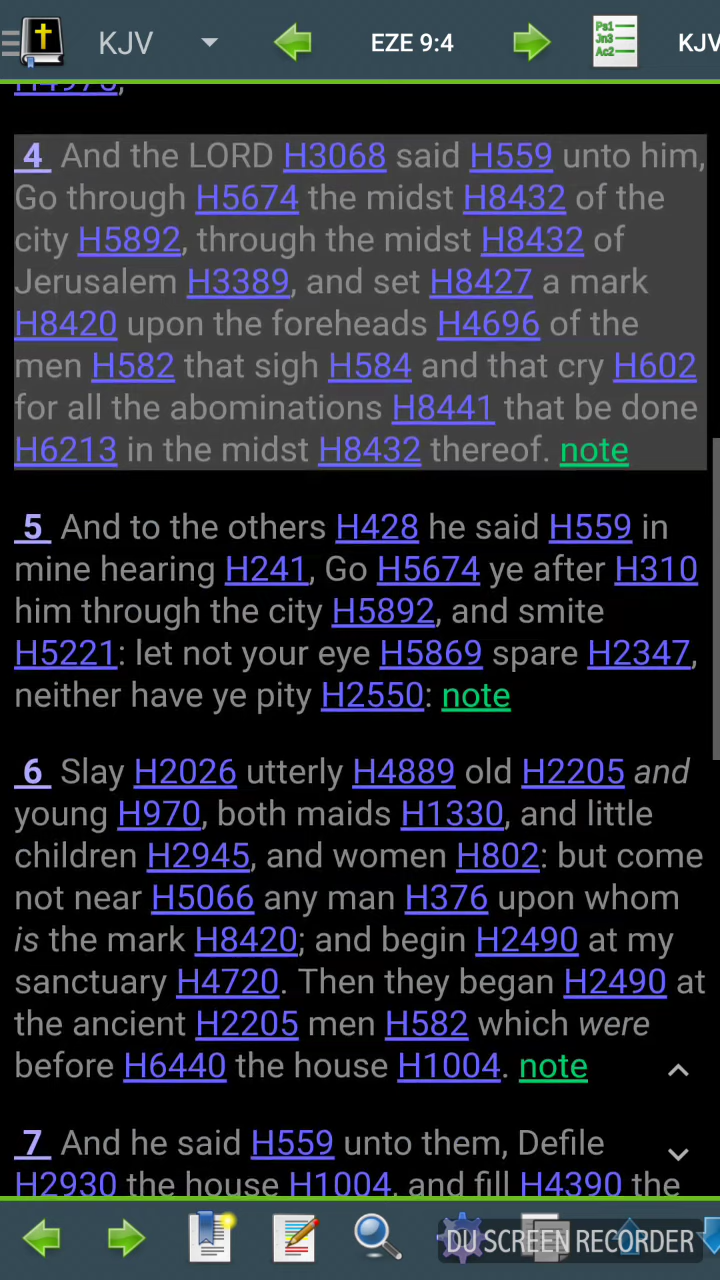 KJV EZE 9:4 Ps1 Jn3 Ac2 KJV
H4970,
4 And the LORD H3068 said H559 unto him,
Go through H5674 the midst H8432 of the
city H5892, through the midst H8432 of
Jerusalem H3389, and set H8427 a mark
H8420 upon the foreheads H4696 of the
men H582 that sigh H584 and that cry H602
for all the abominations H8441 that be done
H6213 in the midst H8432 thereof. note
5 And to the others H428 he said H559 in
mine hearing H241, Go H5674 ye after H310
him through the city H5892, and smite
H5221: let not your eye H5869 spare H2347,
neither have ye pity H2550: note
6 Slay H2026 utterly H4889 old H2205 and
young H970, both maids H1330, and little
children H2945, and women H802: but come
not near H5066 any man H376 upon whom
is the mark H8420; and begin H2490 at my
sanctuary H4720. Then they began H2490 at
the ancient H2205 men H582 which were
before H6440 the house H1004. note
7 And he said H559 unto them, Defile
H2930 the house H1004, and fill H4390 the
DU SCREEN RECORDER